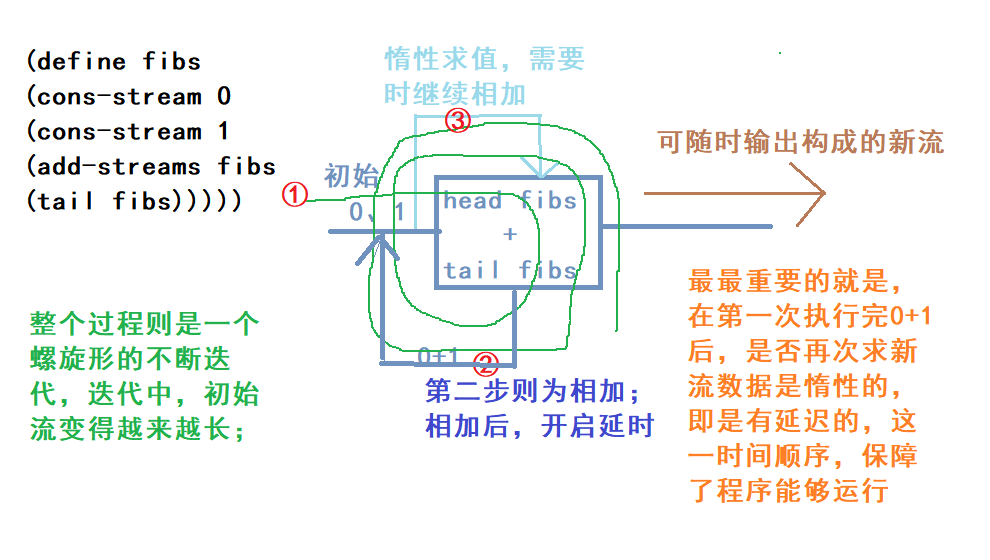 (define fibs
(cons-stream 0
(cons-stream 1
(add-streams fibs
(tail fibs)))))
惰性求值，需要
时继续相加
③
可随时输出构成的新流
①
初始
0、1
head fibs
+
tail fibs
0+1
②
第二步则为相加；
相加后，开启延时
整个过程则是一个
螺旋形的不断迭
代，迭代中，初始
流变得越来越长；
最最重要的就是，
在第一次执行完0+1
后，是否再次求新
流数据是惰性的，
即是有延迟的，这
一时间顺序，保障
了程序能够运行